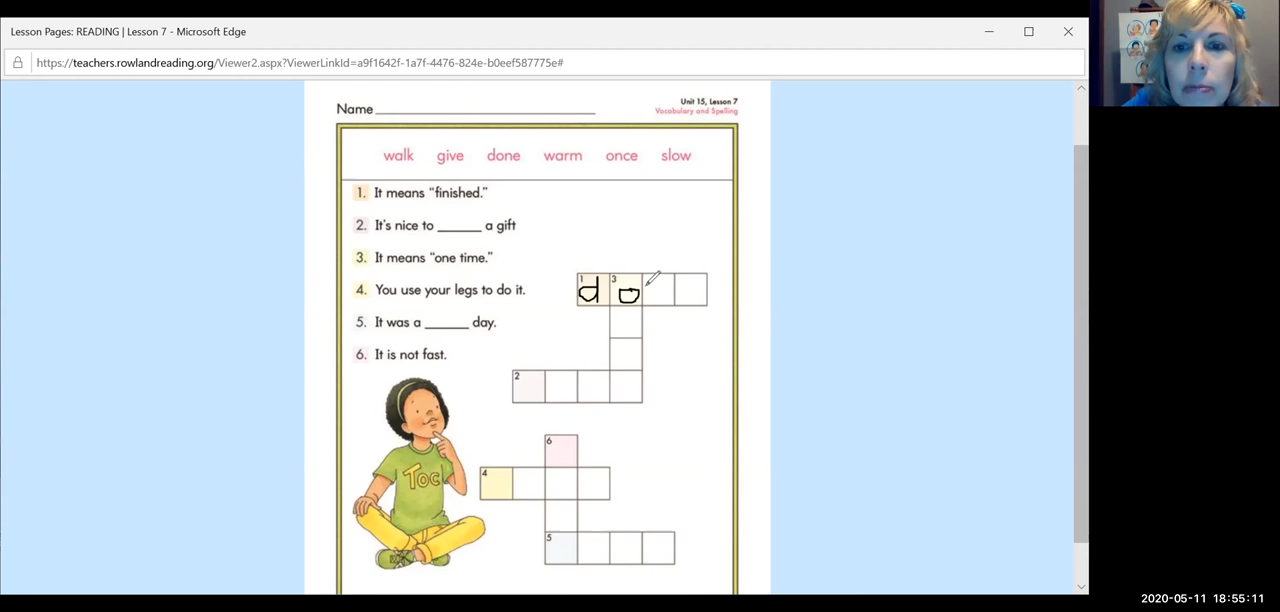 Lesson Pages: READING | Lesson 7 - Microsoft Edge
https://teachers.rowlandreading.org/Viewer2.aspx?ViewerLinkId=a9f1642f-1a7f-4476-824e-b0eef587775e#
Name
Unit 15, Lesson 7
Vocabulary and Spelling
walk give done warm once slow
1. It means "finished."
2. It's nice to ______ a gift
3. It means "one time."
4. You use your legs to do it.
5. It was a ______ day.
6. It is not fast.
1 3
d o
2
6
4
5
Toc
2020-05-11 18:55:11